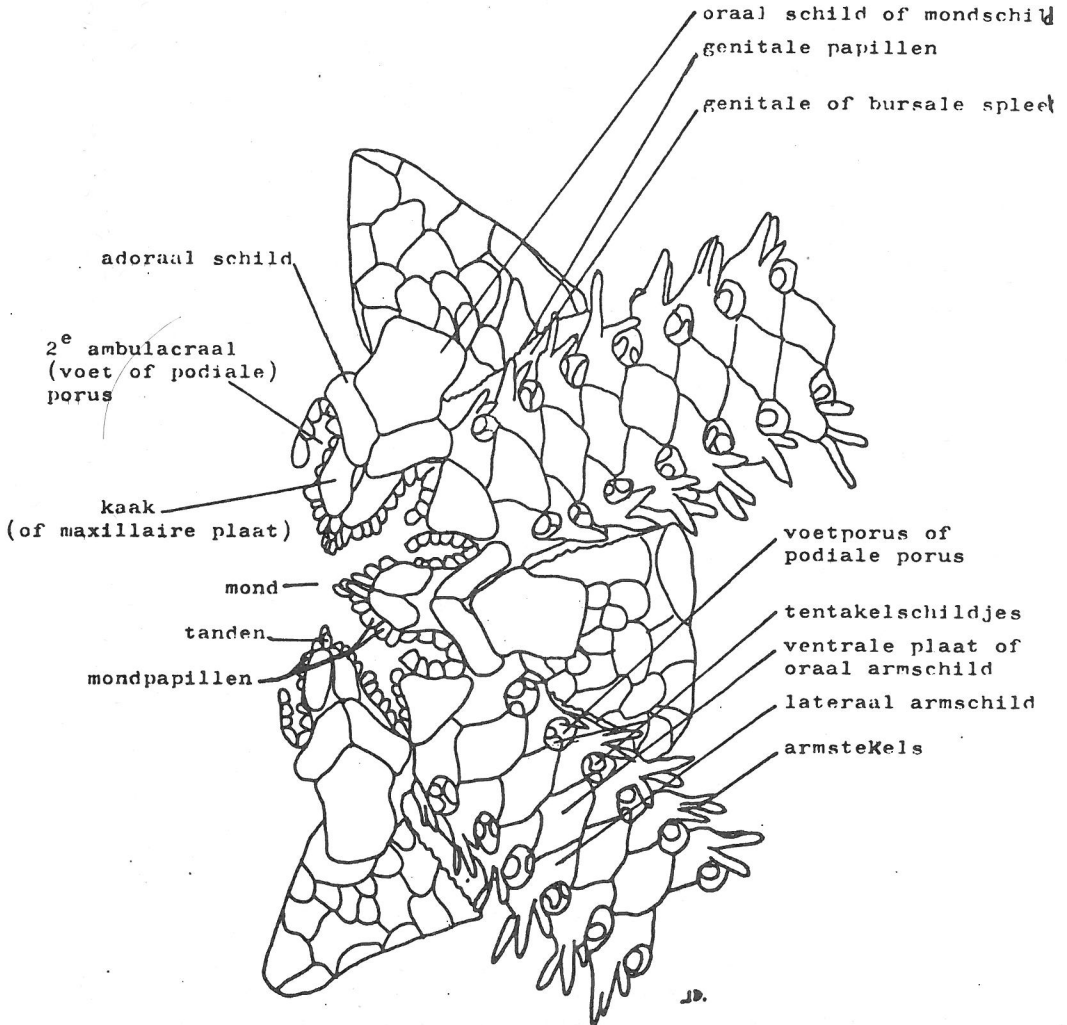 oraal schild of mondschild
genitale papillen
genitale of bursale spleet
adoraal schild
2e ambulacraal
(voet of podiale)
porus
kaak
(of maxillaire plaat)
mond
tanden
mondpapillen
voetporus of
podiale porus
tentakelschildjes
ventrale plaat of
oraal armschild
lateraal armschild
armstekels
JD.